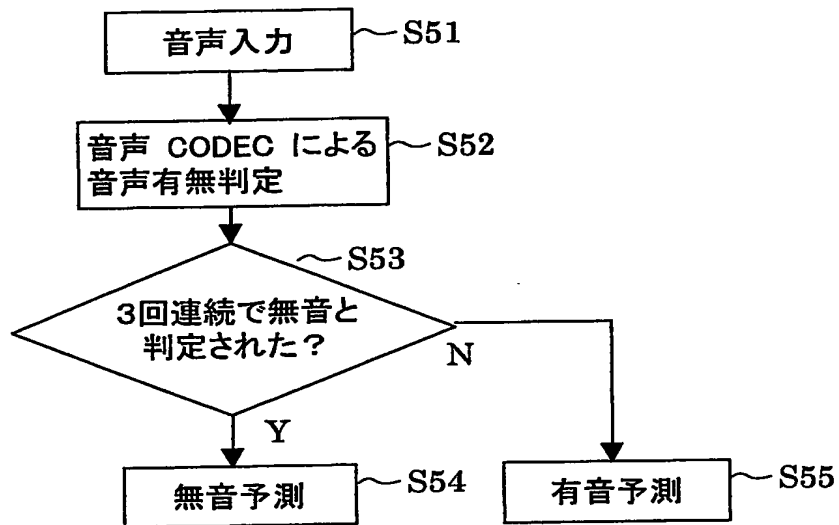 音声入力
S51
音声 CODEC による
音声有無判定
S52
S53
3回連続で無音と
判定された?
N
Y
無音予測
S54
有音予測
S55